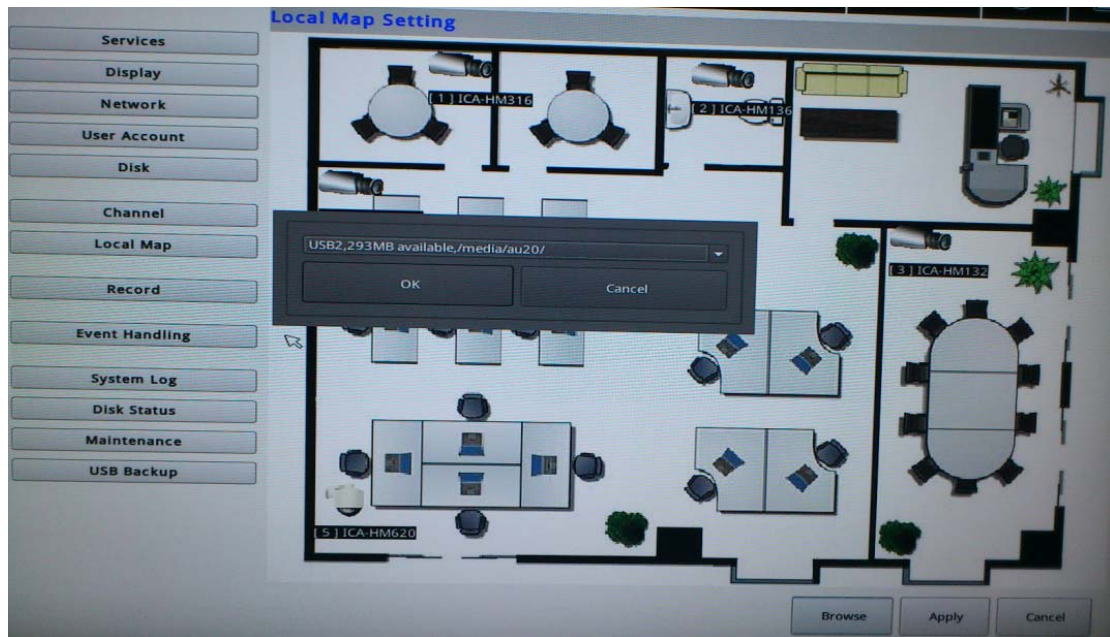 Local Map Setting
Services
Display
Network
User Account
Disk
Channel
Local Map
Record
Event Handling
System Log
Disk Status
Maintenance
USB Backup
[ 1 ] ICA-HM316
[ 2 ] ICA-HM136
USB2,293MB available,/media/au20/
OK
Cancel
[ 3 ] ICA-HM132
[ 5 ] ICA-HM620
Browse
Apply
Cancel